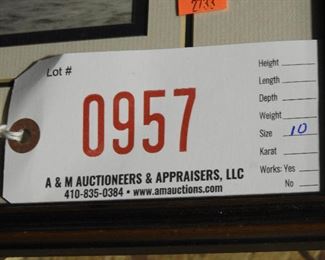 2733
Lot #
0957
A & M AUCTIONEERS & APPRAISERS, LLC
410-835-0384 • www.amauctions.com
Height
Length
Depth
Weight
Size 10
Karat
Works: Yes
No